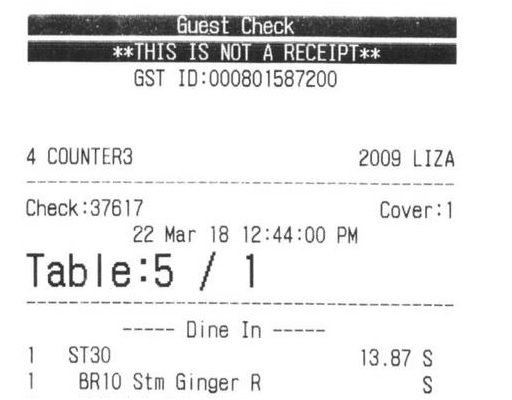 Guest Check
**THIS IS NOT A RECEIPT**
GST ID:000801587200
4 COUNTER3 2009 LIZA
Check:37617 Cover:1
22 Mar 18 12:44:00 PM
Table:5 / 1
----- Dine In -----
1 ST30 13.87 S
1 BR10 Stm Ginger R S